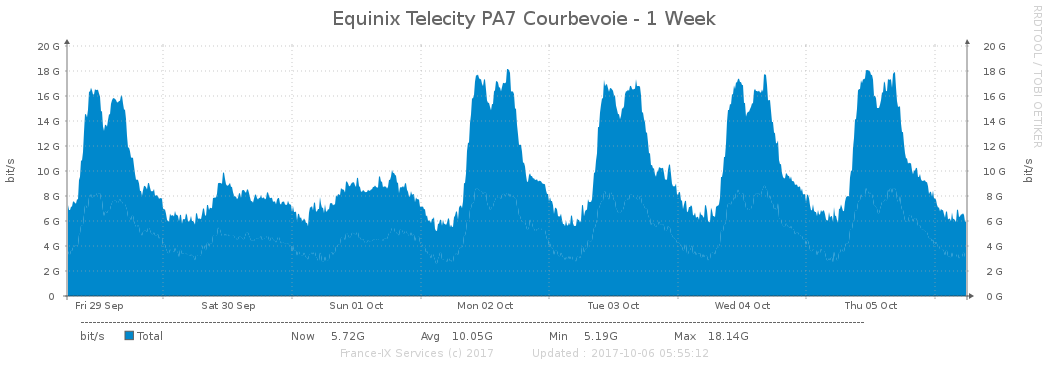 Equinix Telecity PA7 Courbevoie - 1 Week
RRDTOOL / TOBI OETIKER
20 G 20 G
18 G 18 G
16 G 16 G
14 G 14 G
12 G 12 G
10 G 10 G
8 G 8 G
6 G 6 G
4 G 4 G
2 G 2 G
0 0 G
bit/s bit/s
Fri 29 Sep Sat 30 Sep Sun 01 Oct Mon 02 Oct Tue 03 Oct Wed 04 Oct Thu 05 Oct
bit/s Total Now 5.72G Avg 10.05G Min 5.19G Max 18.14G
France-IX Services (c) 2017 Updated : 2017-10-06 05:55:12